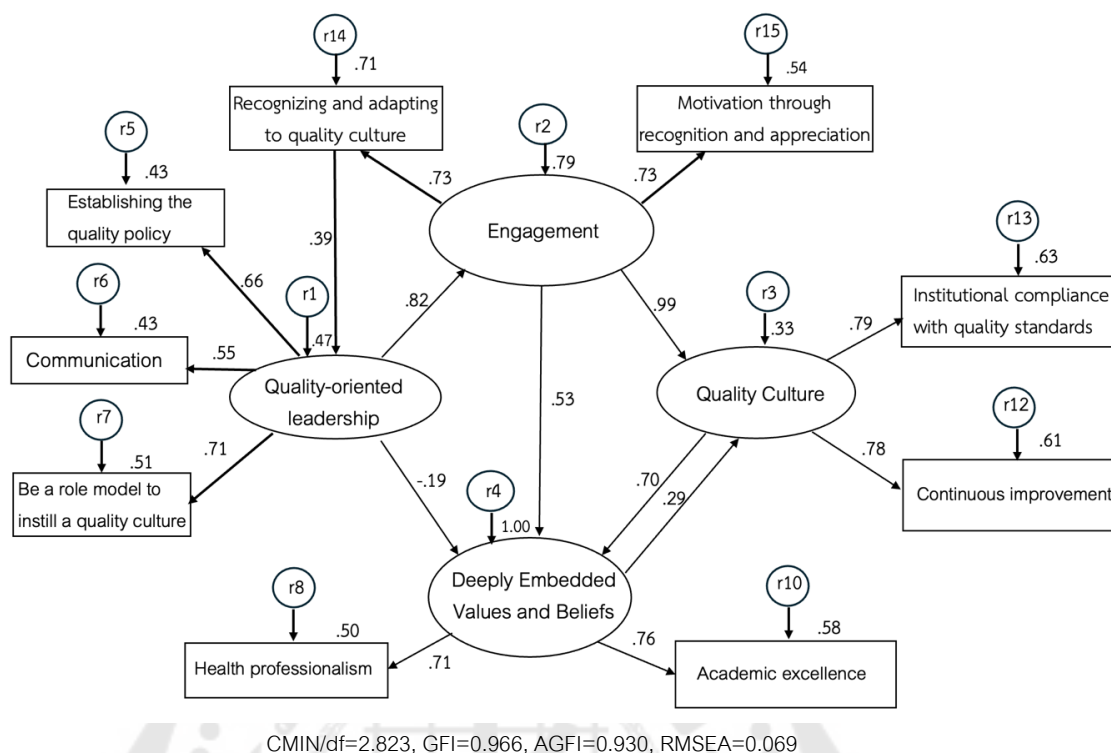 r14
.71
Recognizing and adapting
to quality culture
r15
.54
Motivation through
recognition and appreciation
r5
.43
Establishing the
quality policy
r2
.79
Engagement
.73
.73
r13
.63
Institutional compliance
with quality standards
r6
.43
Communication
.66
.39
r1
.47
.82
.99
r3
.33
.79
.55
Quality-oriented
leadership
Quality Culture
.53
r7
.51
Be a role model to
instill a quality culture
.71
-.19
r4
1.00
.70
.29
.78
r12
.61
Continuous improvement
Deeply Embedded
Values and Beliefs
r8
.50
Health professionalism
.71
.76
r10
.58
Academic excellence
CMIN/df=2.823, GFI=0.966, AGFI=0.930, RMSEA=0.069